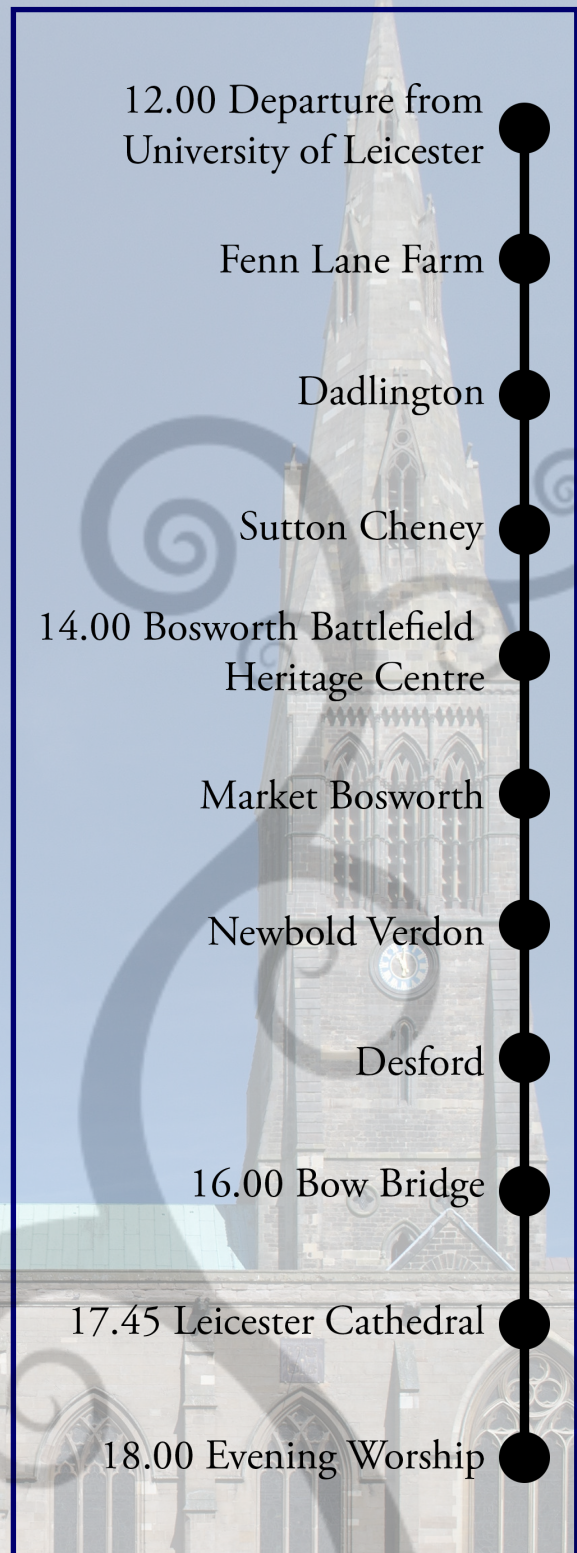 12.00 Departure from
University of Leicester
Fenn Lane Farm
Dadlington
Sutton Cheney
14.00 Bosworth Battlefield
Heritage Centre
Market Bosworth
Newbold Verdon
Desford
16.00 Bow Bridge
17.45 Leicester Cathedral
18.00 Evening Worship